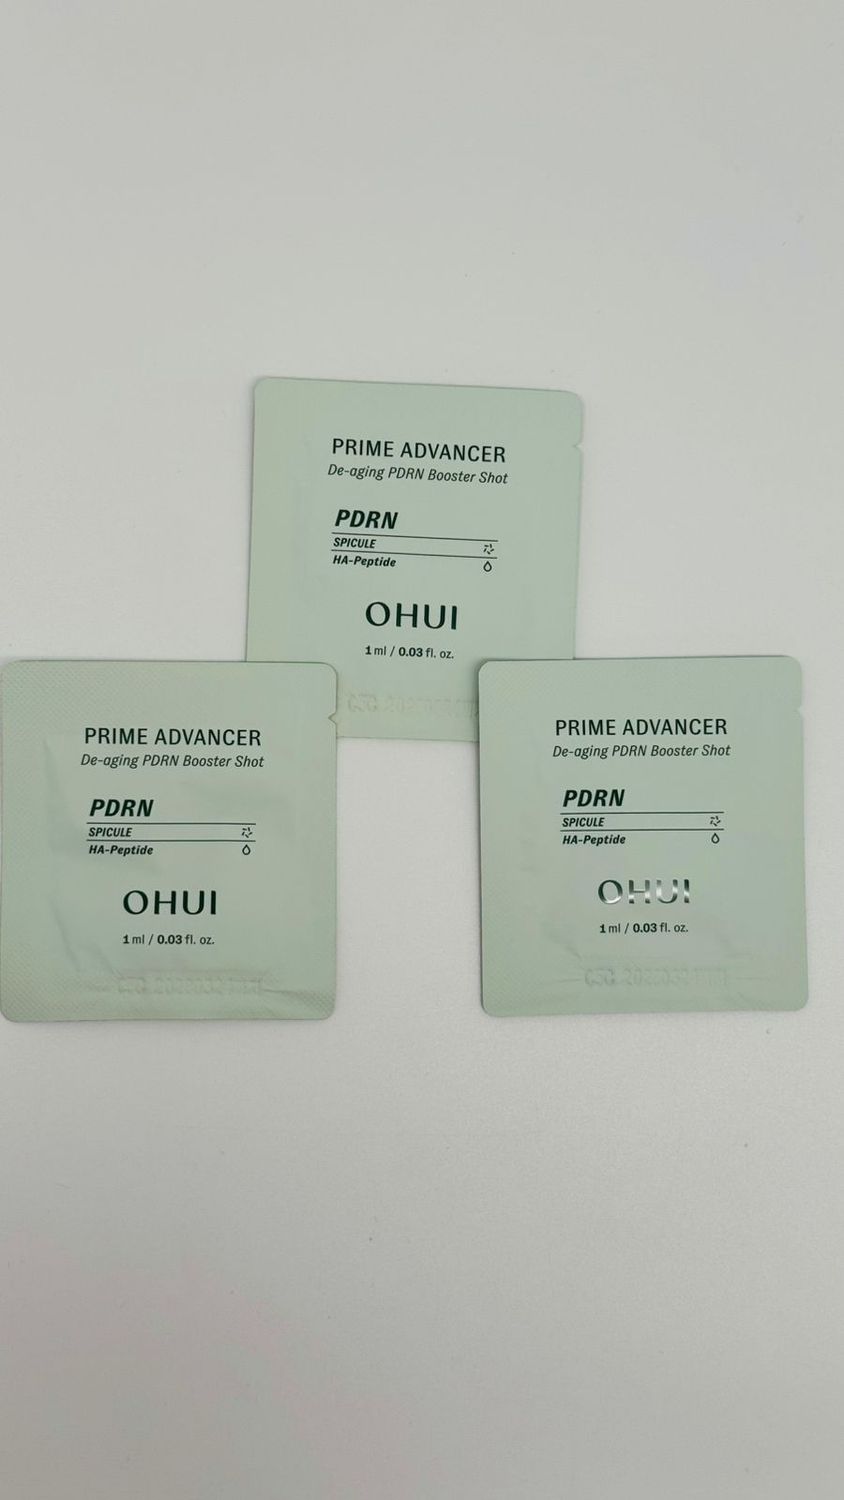 PRIME ADVANCER
De-aging PDRN Booster Shot
PDRN
SPICULE
HA-Peptide
OHUI
1 ml / 0.03 fl. oz.
PRIME ADVANCER
De-aging PDRN Booster Shot
PDRN
SPICULE
HA-Peptide
OHUI
1 ml / 0.03 fl. oz.
PRIME ADVANCER
De-aging PDRN Booster Shot
PDRN
SPICULE
HA-Peptide
OHUI
1 ml / 0.03 fl. oz.